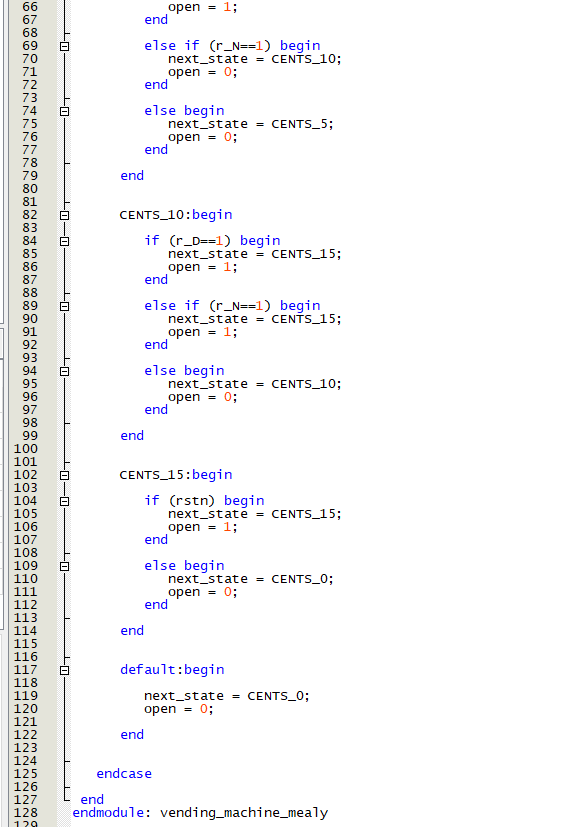 66 open = 1;
67 end
68
69 else if (r_N==1) begin
70 next_state = CENTS_10;
71 open = 0;
72 end
73
74 else begin
75 next_state = CENTS_5;
76 open = 0;
77 end
78
79 end
80
81
82 CENTS_10:begin
83
84 if (r_D==1) begin
85 next_state = CENTS_15;
86 open = 1;
87 end
88
89 else if (r_N==1) begin
90 next_state = CENTS_15;
91 open = 1;
92 end
93
94 else begin
95 next_state = CENTS_10;
96 open = 0;
97 end
98
99 end
100
101
102 CENTS_15:begin
103
104 if (rstn) begin
105 next_state = CENTS_15;
106 open = 1;
107 end
108
109 else begin
110 next_state = CENTS_0;
111 open = 0;
112 end
113
114 end
115
116
117 default:begin
118
119 next_state = CENTS_0;
120 open = 0;
121
122 end
123
124
125 endcase
126
127 end
128 endmodule: vending_machine_mealy
129